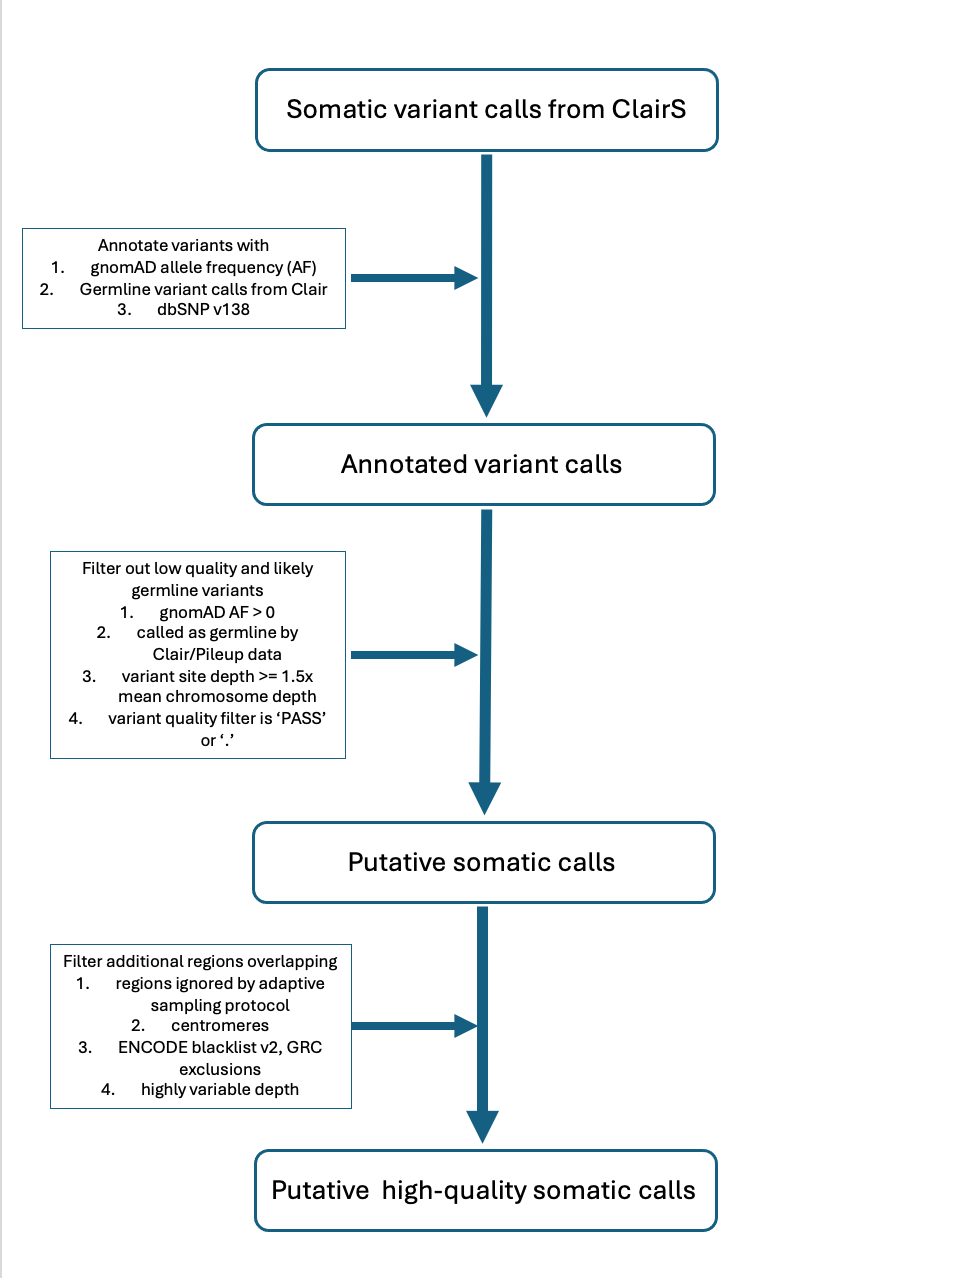 Somatic variant calls from ClairS
Annotate variants with
1. gnomAD allele frequency (AF)
2. Germline variant calls from Clair
3. dbSNP v138
Annotated variant calls
Filter out low quality and likely
germline variants
1. gnomAD AF > 0
2. called as germline by
Clair/Pileup data
3. variant site depth >= 1.5x
mean chromosome depth
4. variant quality filter is ‘PASS’
or ‘.’
Putative somatic calls
Filter additional regions overlapping
1. regions ignored by adaptive
sampling protocol
2. centromeres
3. ENCODE blacklist v2, GRC
exclusions
4. highly variable depth
Putative  high-quality somatic calls